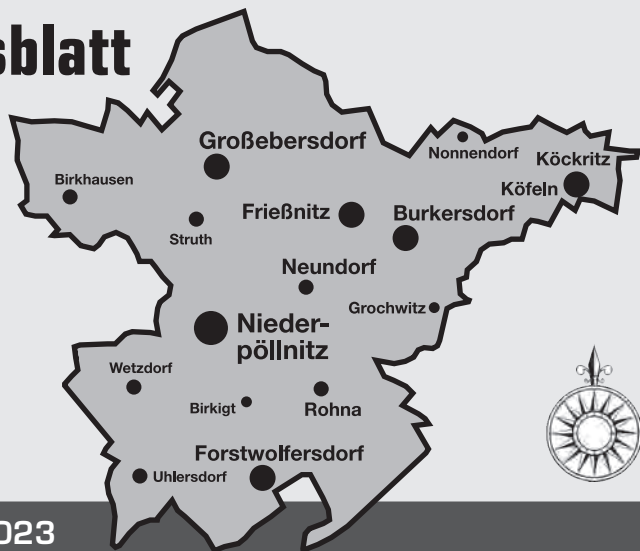 sblatt
Großebersdorf
Nonnendorf
Köckritz
Birkhausen
Köfeln
Frießnitz
Burkersdorf
Struth
Neundorf
Grochwitz
Nieder-
pöllnitz
Wetzdorf
Birkigt
Rohna
Forstwolfersdorf
Uhlersdorf
023